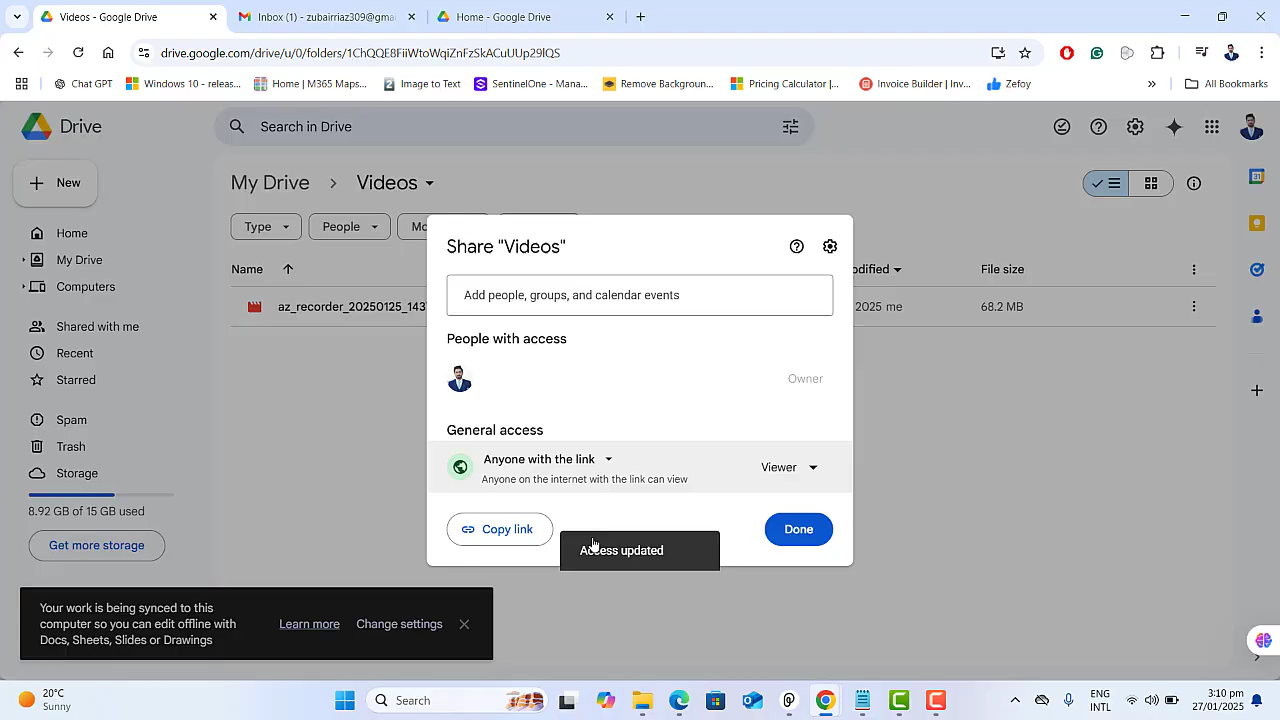 Videos - Google Drive
Inbox (1) - zubairriaz309@gmai
Home - Google Drive
drive.google.com/drive/u/0/folders/1ChQQE8FiiWtoWqiZnFzSkACuUUp29lQS
Chat GPT
Windows 10 - releas...
Home | M365 Maps...
Image to Text
SentinelOne - Mana...
Remove Backgroun...
Pricing Calculator |...
Invoice Builder | Inv...
Zefoy
»
All Bookmarks
Drive
Search in Drive
New
My Drive > Videos
Type
People
Mo
Home
My Drive
Computers
Shared with me
Recent
Starred
Spam
Trash
Storage
8.92 GB of 15 GB used
Get more storage
Name
odified
File size
az_recorder_20250125_143
2025 me
68.2 MB
Share "Videos"
Add people, groups, and calendar events
People with access
Owner
General access
Anyone with the link
Anyone on the internet with the link can view
Viewer
Copy link
Access updated
Done
Your work is being synced to this
computer so you can edit offline with
Docs, Sheets, Slides or Drawings
Learn more
Change settings
20°C
Sunny
Search
ENG
INTL
3:10 pm
27/01/2025